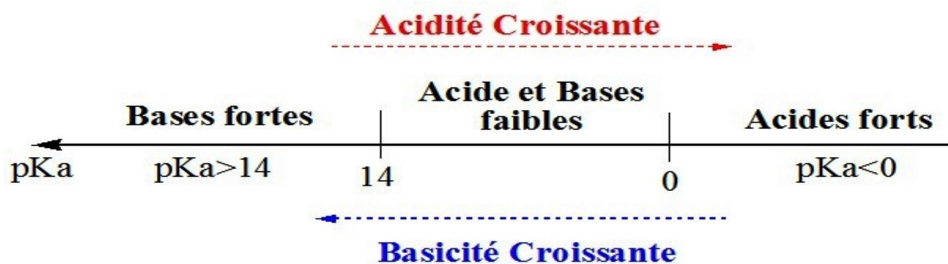 Acidité Croissante
Bases fortes
Acide et Bases
faibles
Acides forts
pKa
pKa>14
14
0
pKa<0
Basicité Croissante